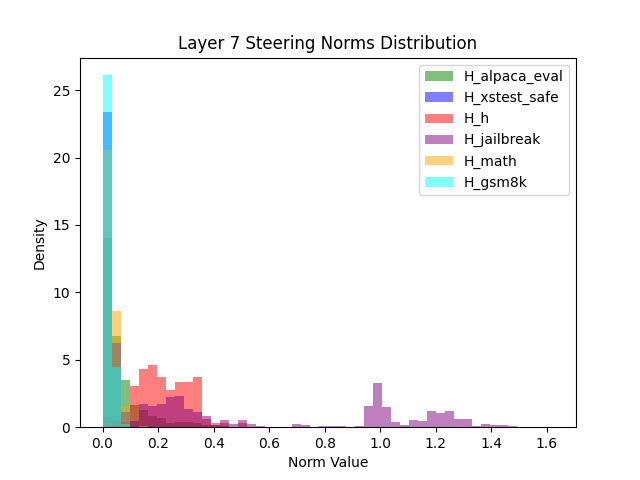 Layer 7 Steering Norms Distribution
H_alpaca_eval
H_xstest_safe
H_h
H_jailbreak
H_math
H_gsm8k
Density
25
20
15
10
5
0
0.0 0.2 0.4 0.6 0.8 1.0 1.2 1.4 1.6
Norm Value